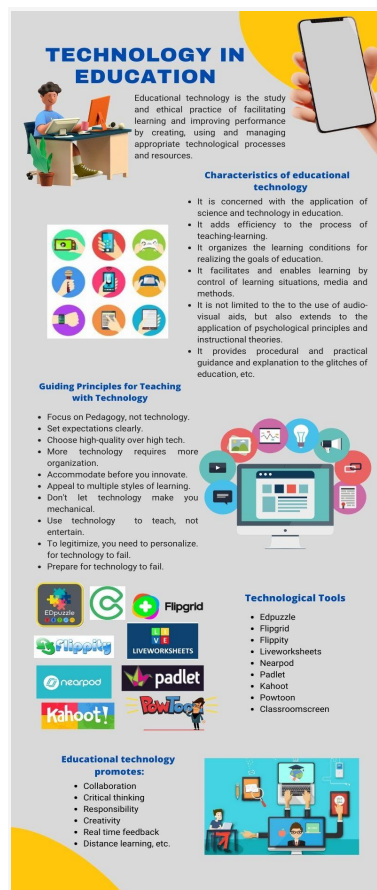 TECHNOLOGY IN
EDUCATION
Educational technology is the study
and ethical practice of facilitating
learning and improving performance
by creating, using and managing
appropriate technological processes
and resources.
Characteristics of educational
technology
• It is concerned with the application of
science and technology in education.
• It adds efficiency to the process of
teaching-learning.
• It organizes the learning conditions for
realizing the goals of education.
• It facilitates and enables learning by
control of learning situations, media and
methods.
• It is not limited to the to the use of audio-
visual aids, but also extends to the
application of psychological principles and
instructional theories.
• It provides procedural and practical
guidance and explanation to the glitches of
education, etc.
Guiding Principles for Teaching
with Technology
• Focus on Pedagogy, not technology.
• Set expectations clearly.
• Choose high-quality over high tech.
• More technology requires more
organization.
• Accommodate before you innovate.
• Appeal to multiple styles of learning.
• Don't let technology make you
mechanical.
• Use technology to teach, not
entertain.
• To legitimize, you need to personalize.
for technology to fail.
• Prepare for technology to fail.
EDpuzzle
Flipgrid
Flippity
LIVE
LIVEWORKSHEETS
nearpod
padlet
Kahoot!
POWTOON
Technological Tools
• Edpuzzle
• Flipgrid
• Flippity
• Liveworksheets
• Nearpod
• Padlet
• Kahoot
• Powtoon
• Classroomscreen
Educational technology
promotes:
• Collaboration
• Critical thinking
• Responsibility
• Creativity
• Real time feedback
• Distance learning, etc.